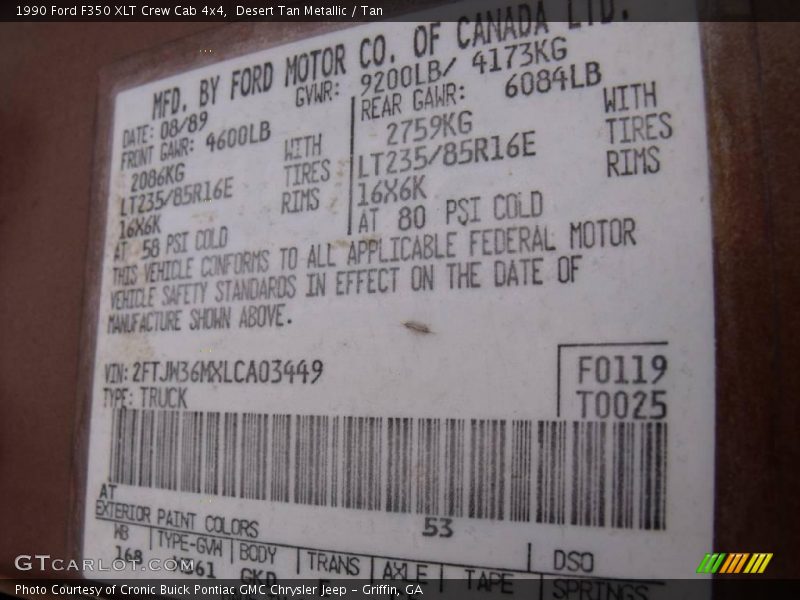 1990 Ford F350 XLT Crew Cab 4x4, Desert Tan Metallic / Tan
MFD. BY FORD MOTOR CO. OF CANADA LTD.
DATE: 08/89 GVWR: 9200LB/ 4173KG
FRONT GAWR: 4600LB REAR GAWR: 6084LB
2086KG WITH 2759KG WITH
LT235/85R16E TIRES LT235/85R16E TIRES
16X6K RIMS 16X6K RIMS
AT 58 PSI COLD AT 80 PSI COLD
THIS VEHICLE CONFORMS TO ALL APPLICABLE FEDERAL MOTOR
VEHICLE SAFETY STANDARDS IN EFFECT ON THE DATE OF
MANUFACTURE SHOWN ABOVE.
VIN: 2FTJW36MXLCA03449 F0119
TYPE: TRUCK T0025
AT
EXTERIOR PAINT COLORS 53
WB TYPE-GVW BODY TRANS AXLE TAPE DSO
168 SPRINGS
GTCARLOT.COM
Photo Courtesy of Cronic Buick Pontiac GMC Chrysler Jeep - Griffin, GA